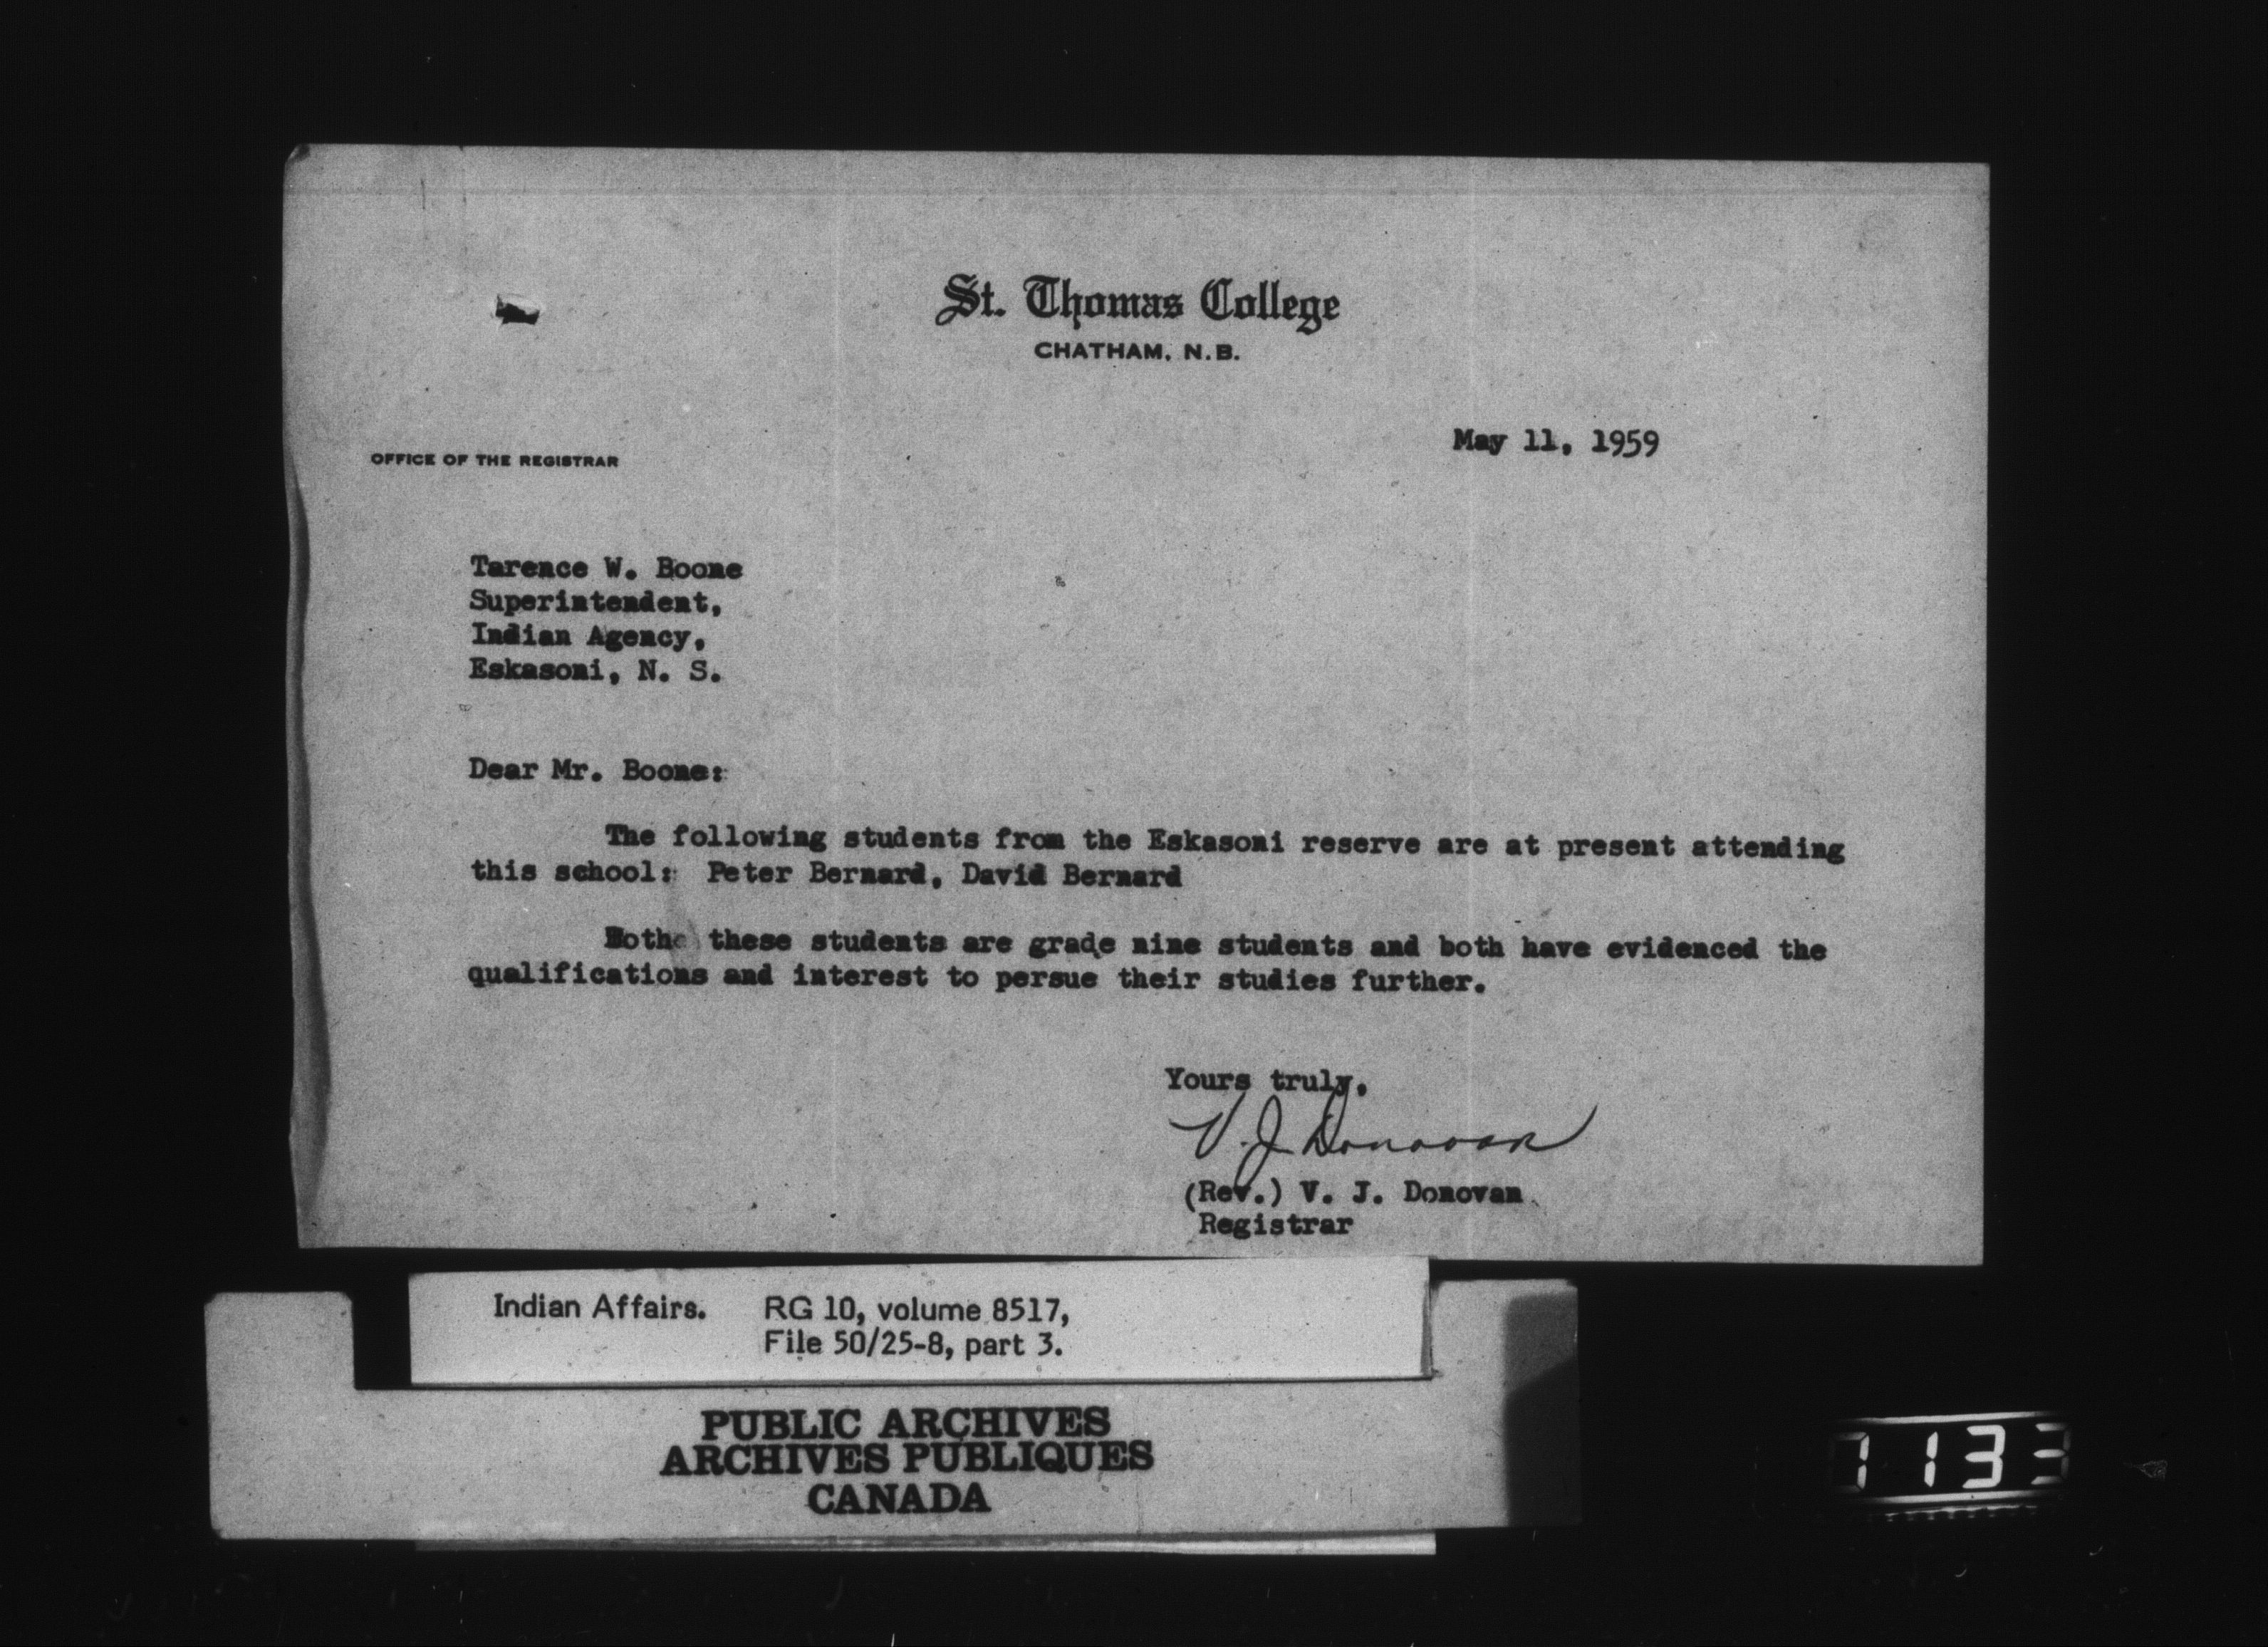 St. Thomas College
CHATHAM, N.B.
May 11, 1959
OFFICE OF THE REGISTRAR
Tarence W. Boone
Superintendent,
Indian Agency,
Eskasoni, N. S.
Dear Mr. Boone:
The following students from the Eskasoni reserve are at present attending
this school: Peter Bernard, David Bernard
Both these students are grade nine students and both have evidenced the
qualifications and interest to persue their studies further.
Yours truly,
V. J. Donovan
(Rev.) V. J. Donovan
Registrar
Indian Affairs. RG 10, volume 8517,
File 50/25-8, part 3.
PUBLIC ARCHIVES
ARCHIVES PUBLIQUES
CANADA
1133